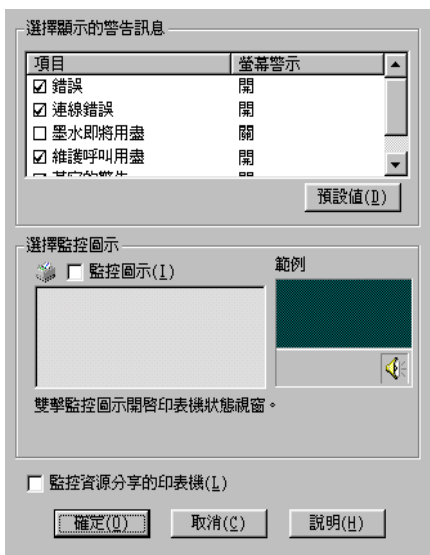 選擇顯示的警告訊息
項目 螢幕警示
錯誤 開
連線錯誤 開
墨水即將用盡 關
維護呼叫用盡 開
預設值(D)
選擇監控圖示
監控圖示(I) 範例
雙擊監控圖示開啓印表機狀態視窗。
監控資源分享的印表機(L)
確定(O) 取消(C) 説明(H)